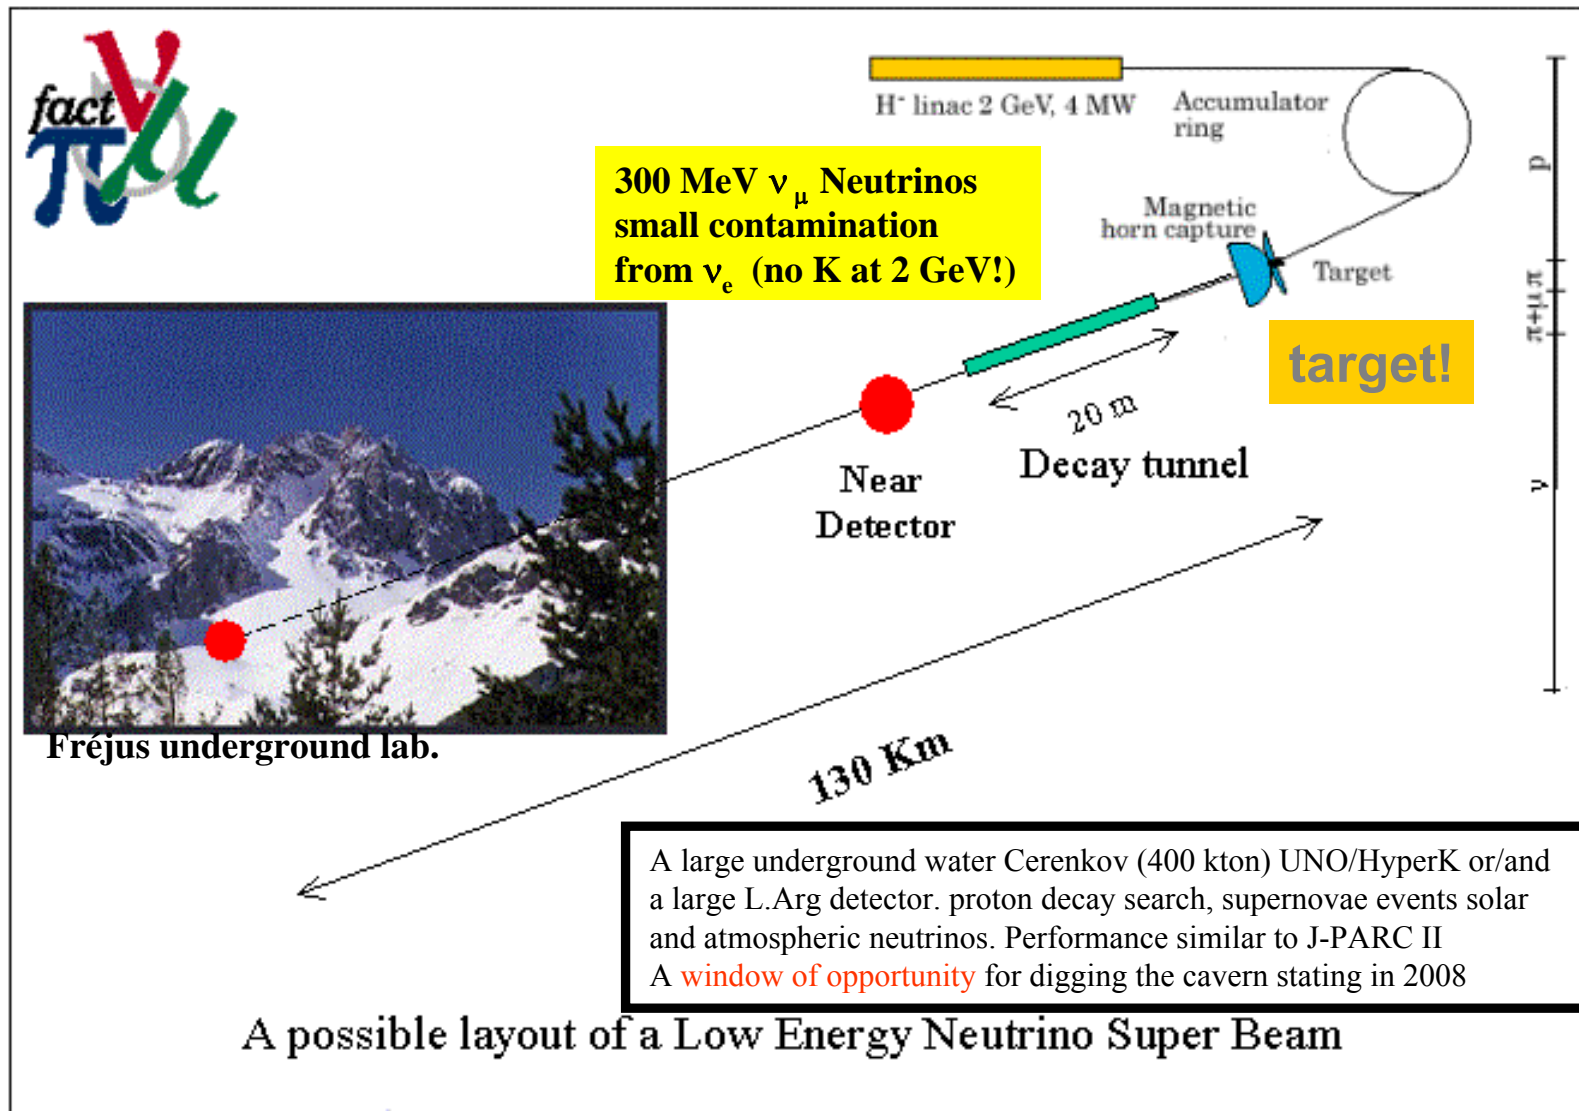 fact
π ν μ
H⁻ linac 2 GeV, 4 MW
Accumulator
ring
300 MeV ν_μ Neutrinos
small contamination
from ν_e (no K at 2 GeV!)
Magnetic
horn capture
Target
target!
p
π
π+μ
ν
20 m
Decay tunnel
Near
Detector
Fréjus underground lab.
130 Km
A large underground water Cerenkov (400 kton) UNO/HyperK or/and
a large L.Arg detector. proton decay search, supernovae events solar
and atmospheric neutrinos. Performance similar to J-PARC II
A window of opportunity for digging the cavern stating in 2008
A possible layout of a Low Energy Neutrino Super Beam